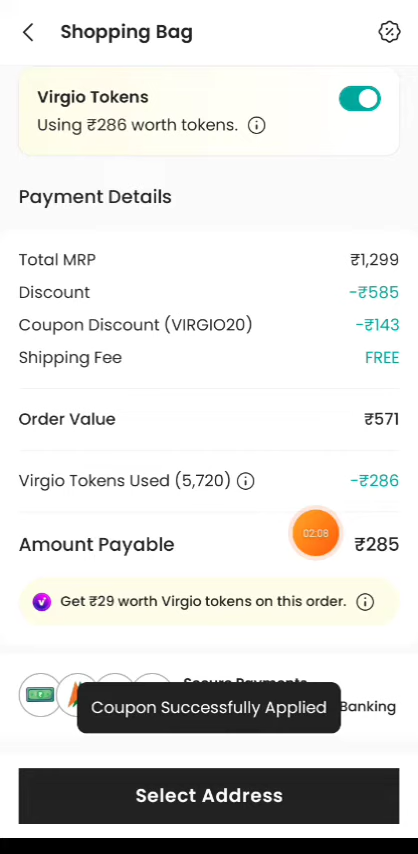 Shopping Bag
Virgio Tokens
Using ₹286 worth tokens.
Payment Details
Total MRP ₹1,299
Discount -₹585
Coupon Discount (VIRGIO20) -₹143
Shipping Fee FREE
Order Value ₹571
Virgio Tokens Used (5,720) -₹286
02:08
Amount Payable ₹285
Get ₹29 worth Virgio tokens on this order.
Secure Payments
Coupon Successfully Applied
Banking
Select Address